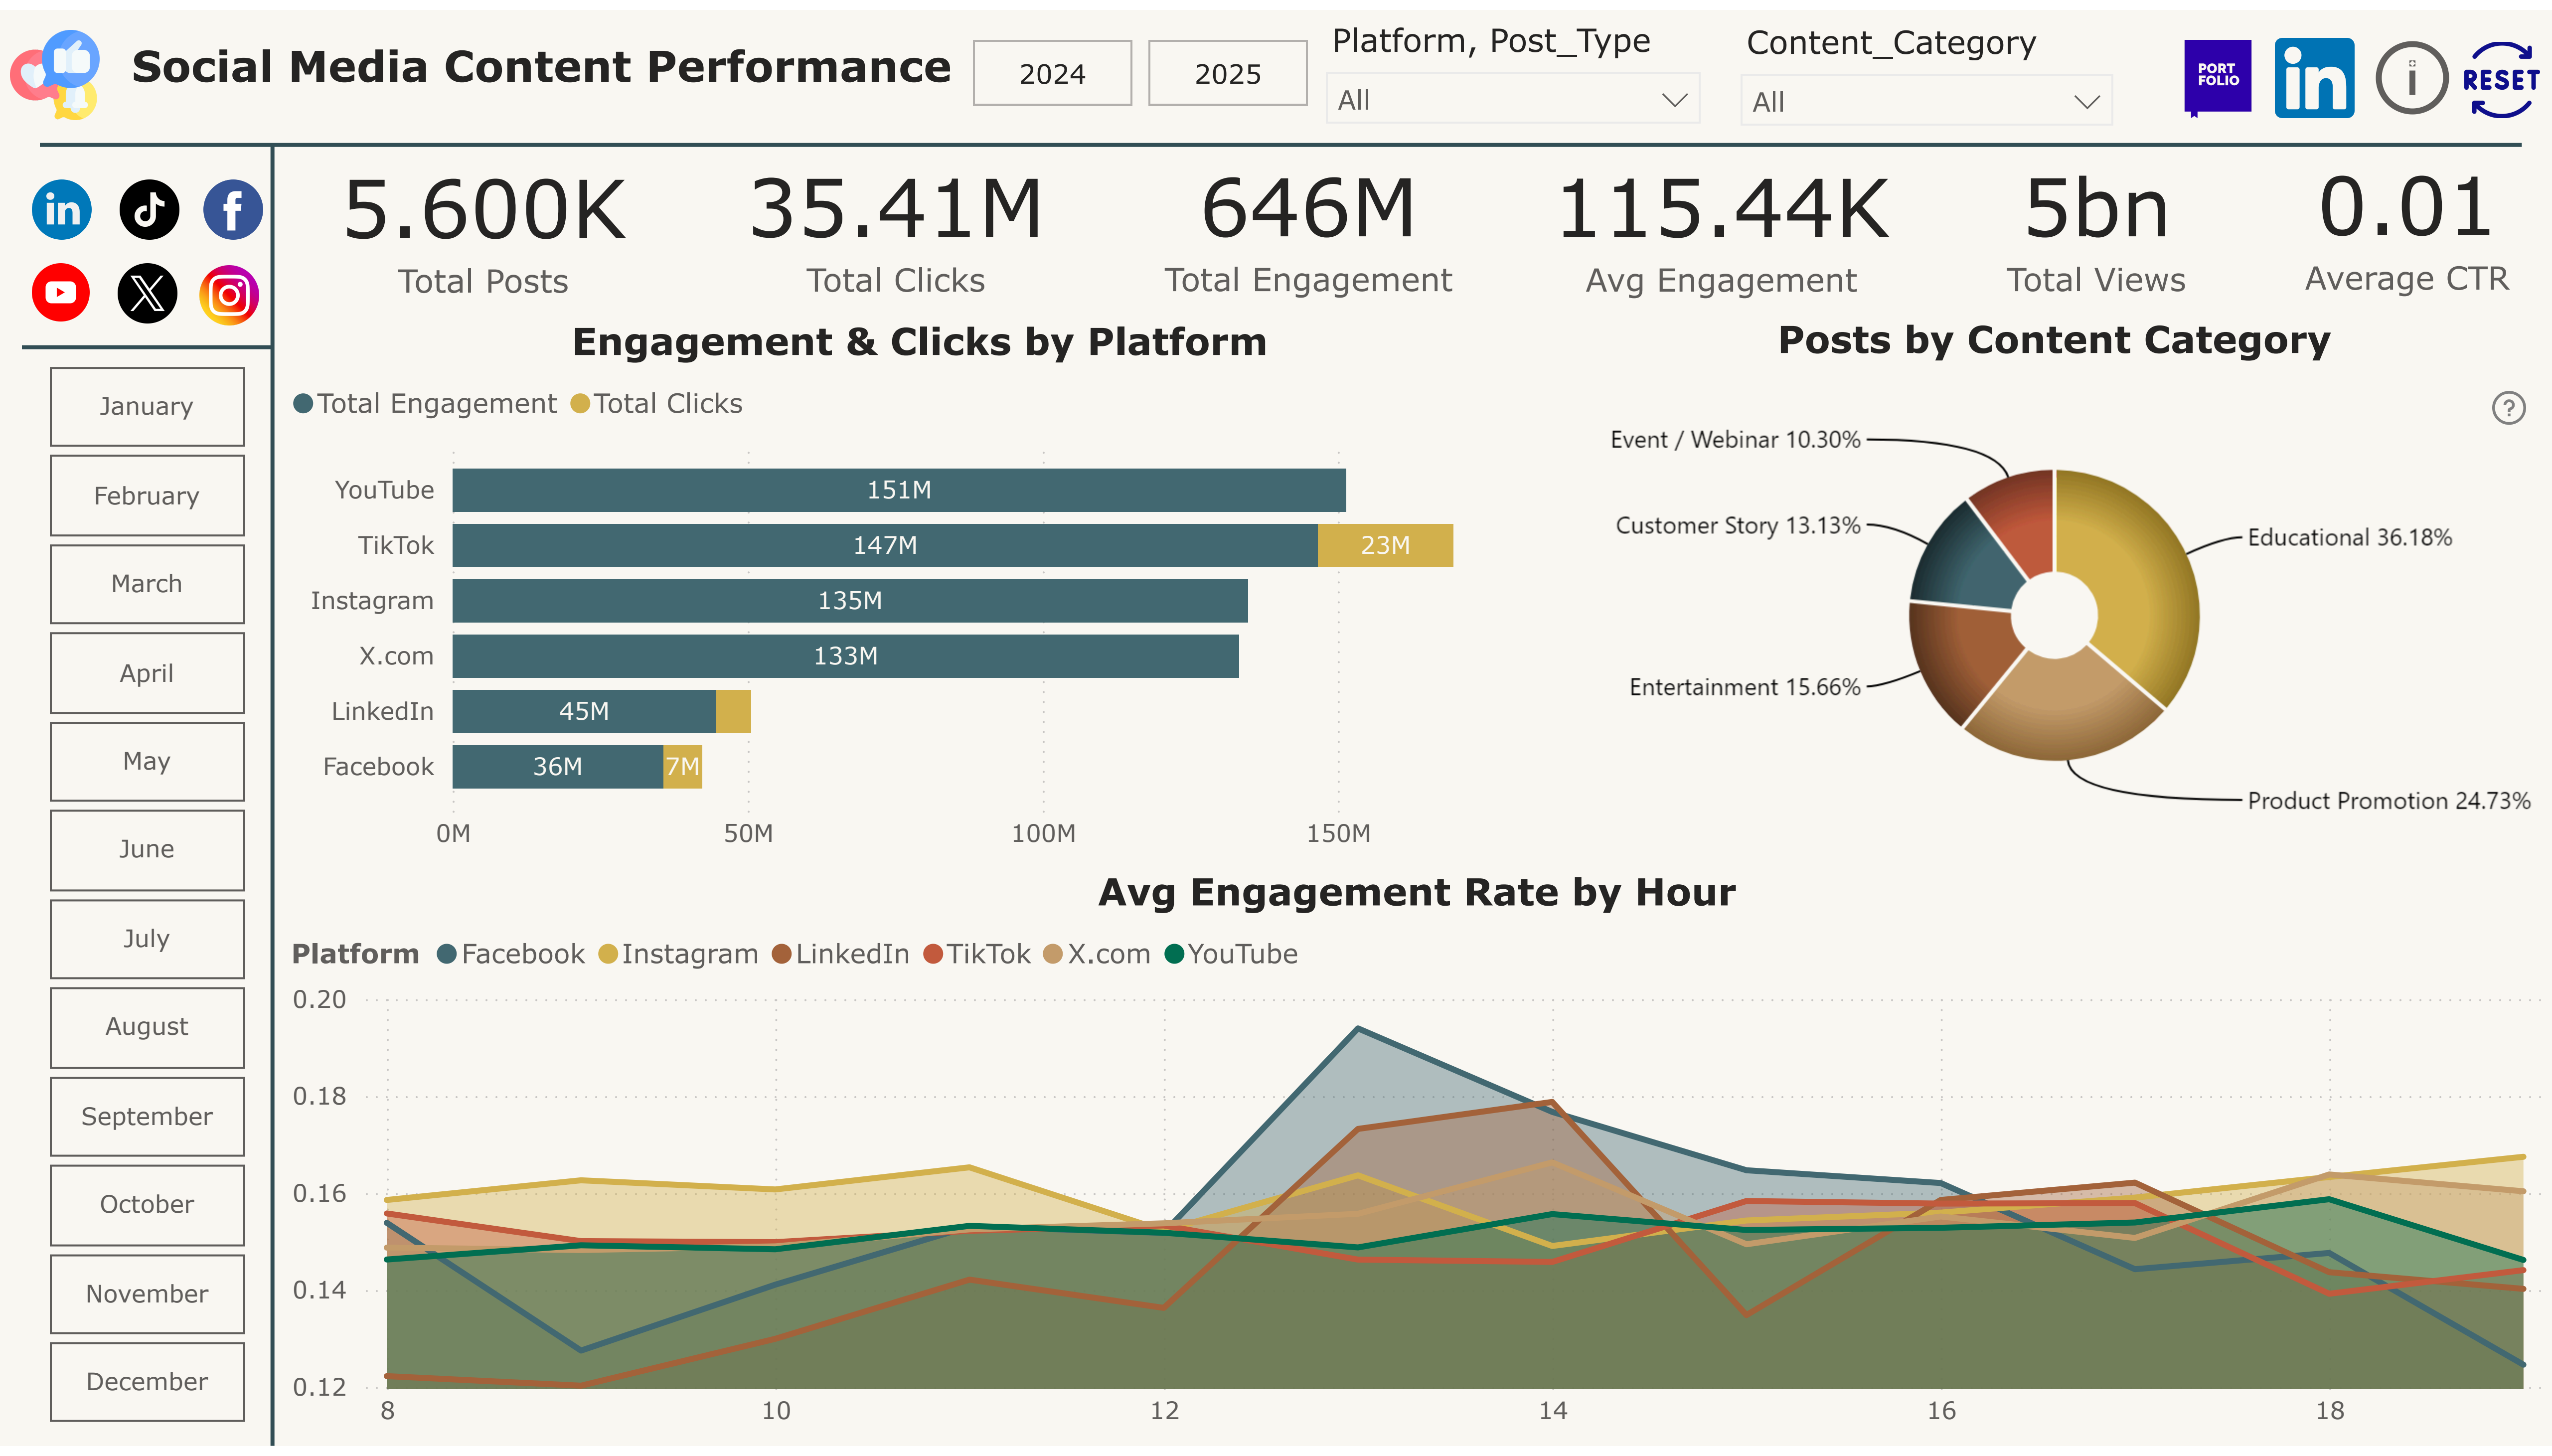 Social Media Content Performance
2024
2025
Platform, Post_Type
All
Content_Category
All
PORT
FOLIO
in
i
RESET
in
f
X
5.600K
Total Posts
35.41M
Total Clicks
646M
Total Engagement
115.44K
Avg Engagement
5bn
Total Views
0.01
Average CTR
January
February
March
April
May
June
July
August
September
October
November
December
Engagement & Clicks by Platform
Total Engagement Total Clicks
YouTube 151M
TikTok 147M 23M
Instagram 135M
X.com 133M
LinkedIn 45M
Facebook 36M 7M
0M 50M 100M 150M
Posts by Content Category
?
Event / Webinar 10.30%
Customer Story 13.13%
Educational 36.18%
Entertainment 15.66%
Product Promotion 24.73%
Avg Engagement Rate by Hour
Platform Facebook Instagram LinkedIn TikTok X.com YouTube
0.20
0.18
0.16
0.14
0.12
8 10 12 14 16 18